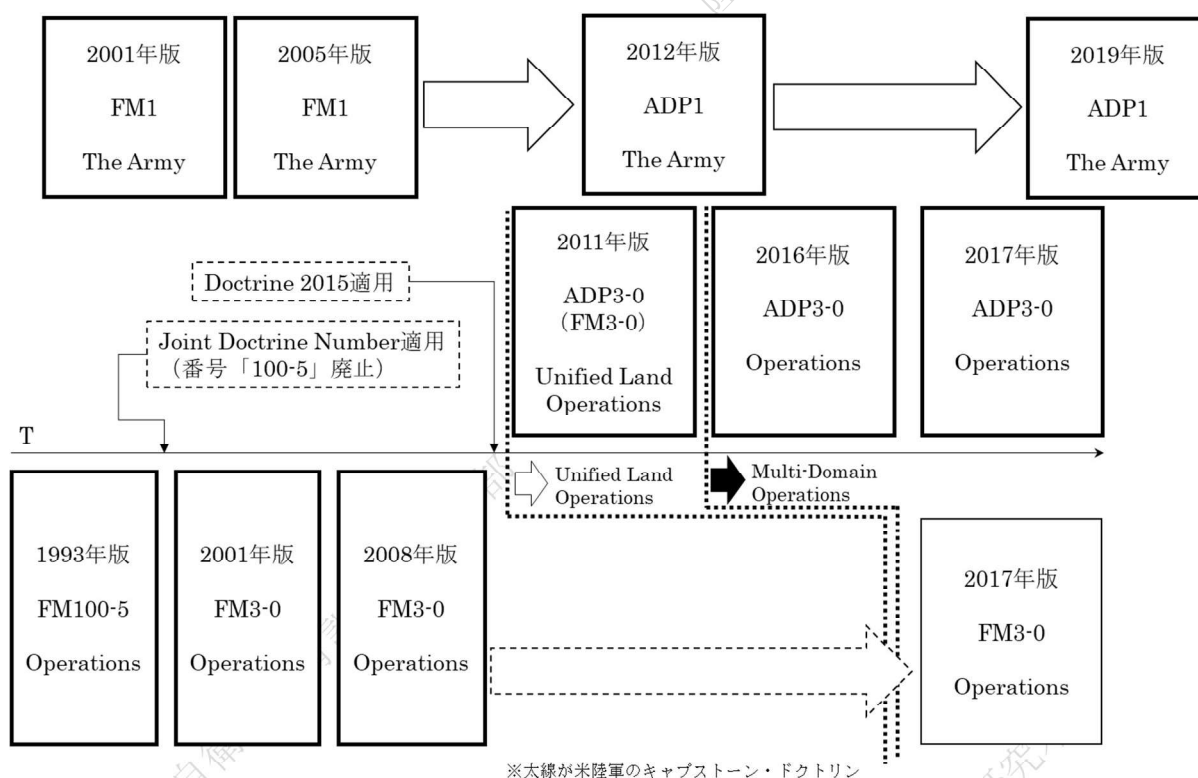 2001年版
FM1
The Army
2005年版
FM1
The Army
2012年版
ADP1
The Army
2019年版
ADP1
The Army
2011年版
ADP3-0
（FM3-0）
Unified Land
Operations
2016年版
ADP3-0
Operations
2017年版
ADP3-0
Operations
Doctrine 2015適用
Joint Doctrine Number適用
（番号「100-5」廃止）
T
Unified Land
Operations
Multi-Domain
Operations
1993年版
FM100-5
Operations
2001年版
FM3-0
Operations
2008年版
FM3-0
Operations
2017年版
FM3-0
Operations
※太線が米陸軍のキャプストーン・ドクトリン